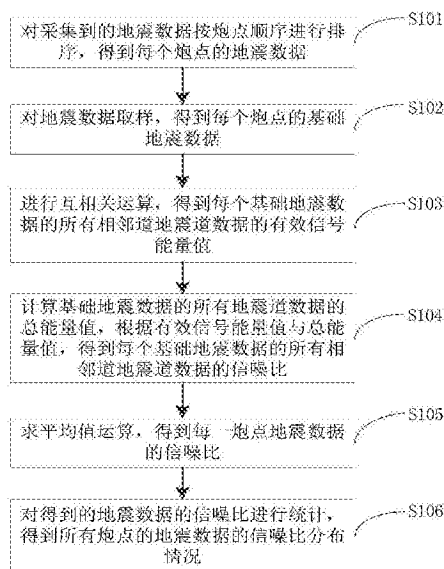 对采集到的地震数据按炮点顺序进行排
序，得到每个炮点的地震数据
S101
对地震数据取样，得到每个炮点的基础
地震数据
S102
进行互相关运算，得到每个基础地震数
据的所有相邻道地震道数据的有效信号
能量值
S103
计算基础地震数据的所有地震道数据的
总能量值，根据有效信号能量值与总能
量值，得到每个基础地震数据的所有相
邻道地震道数据的信噪比
S104
求平均值运算，得到每一炮点地震数据
的信噪比
S105
对得到的地震数据的信噪比进行统计，
得到所有炮点的地震数据的信噪比分布
情况
S106